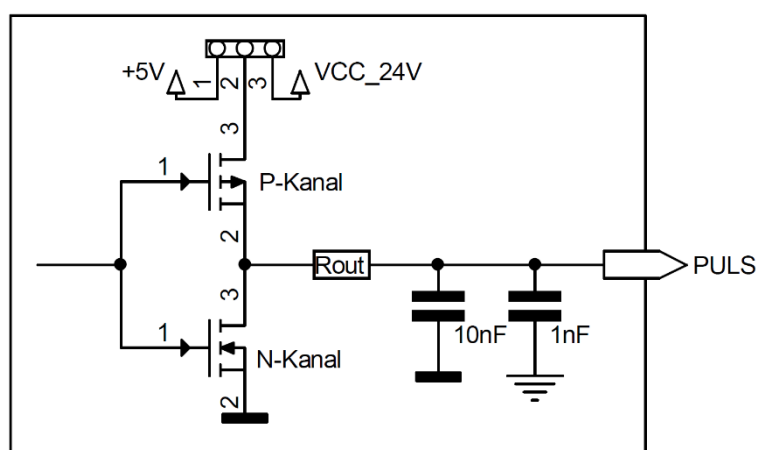 +5V
1
2
3
VCC_24V
3
1
P-Kanal
2
Rout
PULS
3
1
N-Kanal
2
10nF
1nF